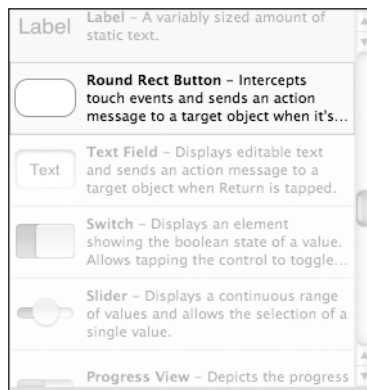 Label
Label – A variably sized amount of
static text.
Round Rect Button – Intercepts
touch events and sends an action
message to a target object when it's...
Text
Text Field – Displays editable text
and sends an action message to a
target object when Return is tapped.
Switch – Displays an element
showing the boolean state of a value.
Allows tapping the control to toggle...
Slider – Displays a continuous range
of values and allows the selection of a
single value.
Progress View – Depicts the progress